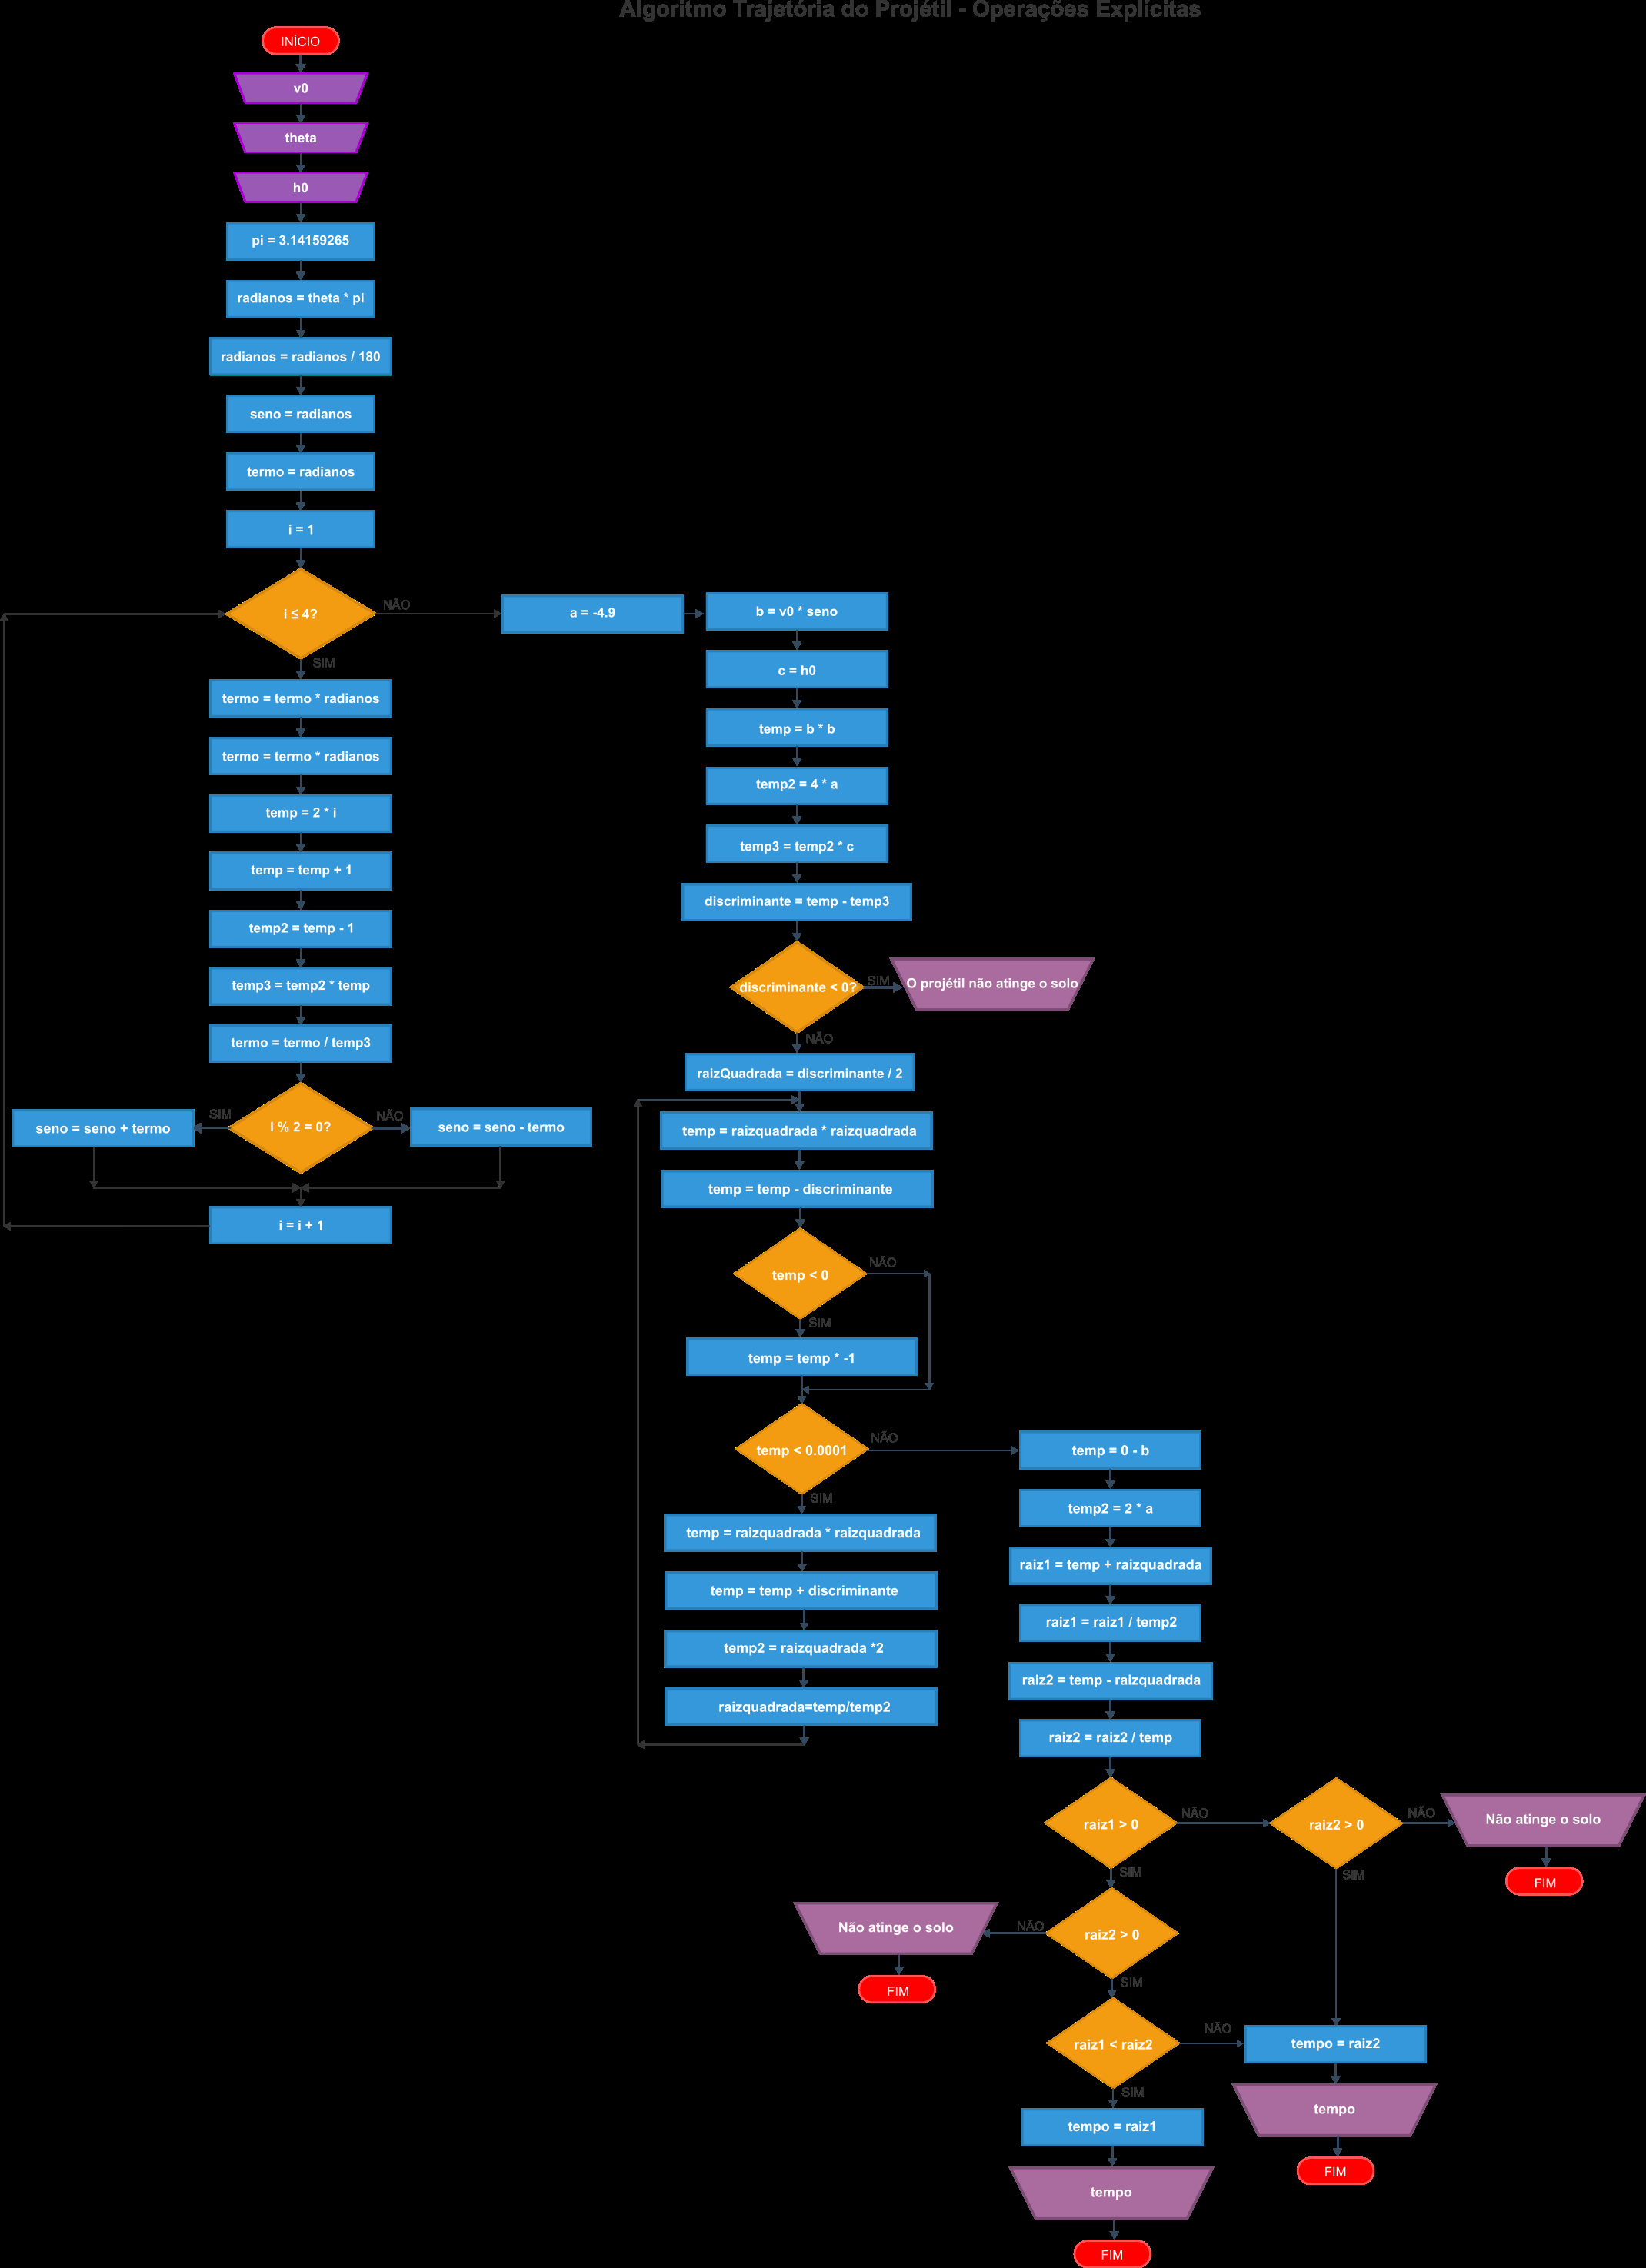 Algoritmo Trajetória do Projétil - Operações Explícitas
INÍCIO
v0
theta
h0
pi = 3.14159265
radianos = theta * pi
radianos = radianos / 180
seno = radianos
termo = radianos
i = 1
i ≤ 4?
NÃO
SIM
termo = termo * radianos
termo = termo * radianos
temp = 2 * i
temp = temp + 1
temp2 = temp - 1
temp3 = temp2 * temp
termo = termo / temp3
i % 2 = 0?
SIM
NÃO
seno = seno + termo
seno = seno - termo
i = i + 1
a = -4.9
b = v0 * seno
c = h0
temp = b * b
temp2 = 4 * a
temp3 = temp2 * c
discriminante = temp - temp3
discriminante < 0?
SIM
O projétil não atinge o solo
NÃO
raizQuadrada = discriminante / 2
temp = raizquadrada * raizquadrada
temp = temp - discriminante
temp < 0
NÃO
SIM
temp = temp * -1
temp < 0.0001
NÃO
SIM
temp = raizquadrada * raizquadrada
temp = temp + discriminante
temp2 = raizquadrada *2
raizquadrada=temp/temp2
temp = 0 - b
temp2 = 2 * a
raiz1 = temp + raizquadrada
raiz1 = raiz1 / temp2
raiz2 = temp - raizquadrada
raiz2 = raiz2 / temp
raiz1 > 0
NÃO
raiz2 > 0
NÃO
Não atinge o solo
FIM
SIM
SIM
raiz2 > 0
NÃO
Não atinge o solo
FIM
SIM
raiz1 < raiz2
NÃO
tempo = raiz2
tempo
FIM
SIM
tempo = raiz1
tempo
FIM